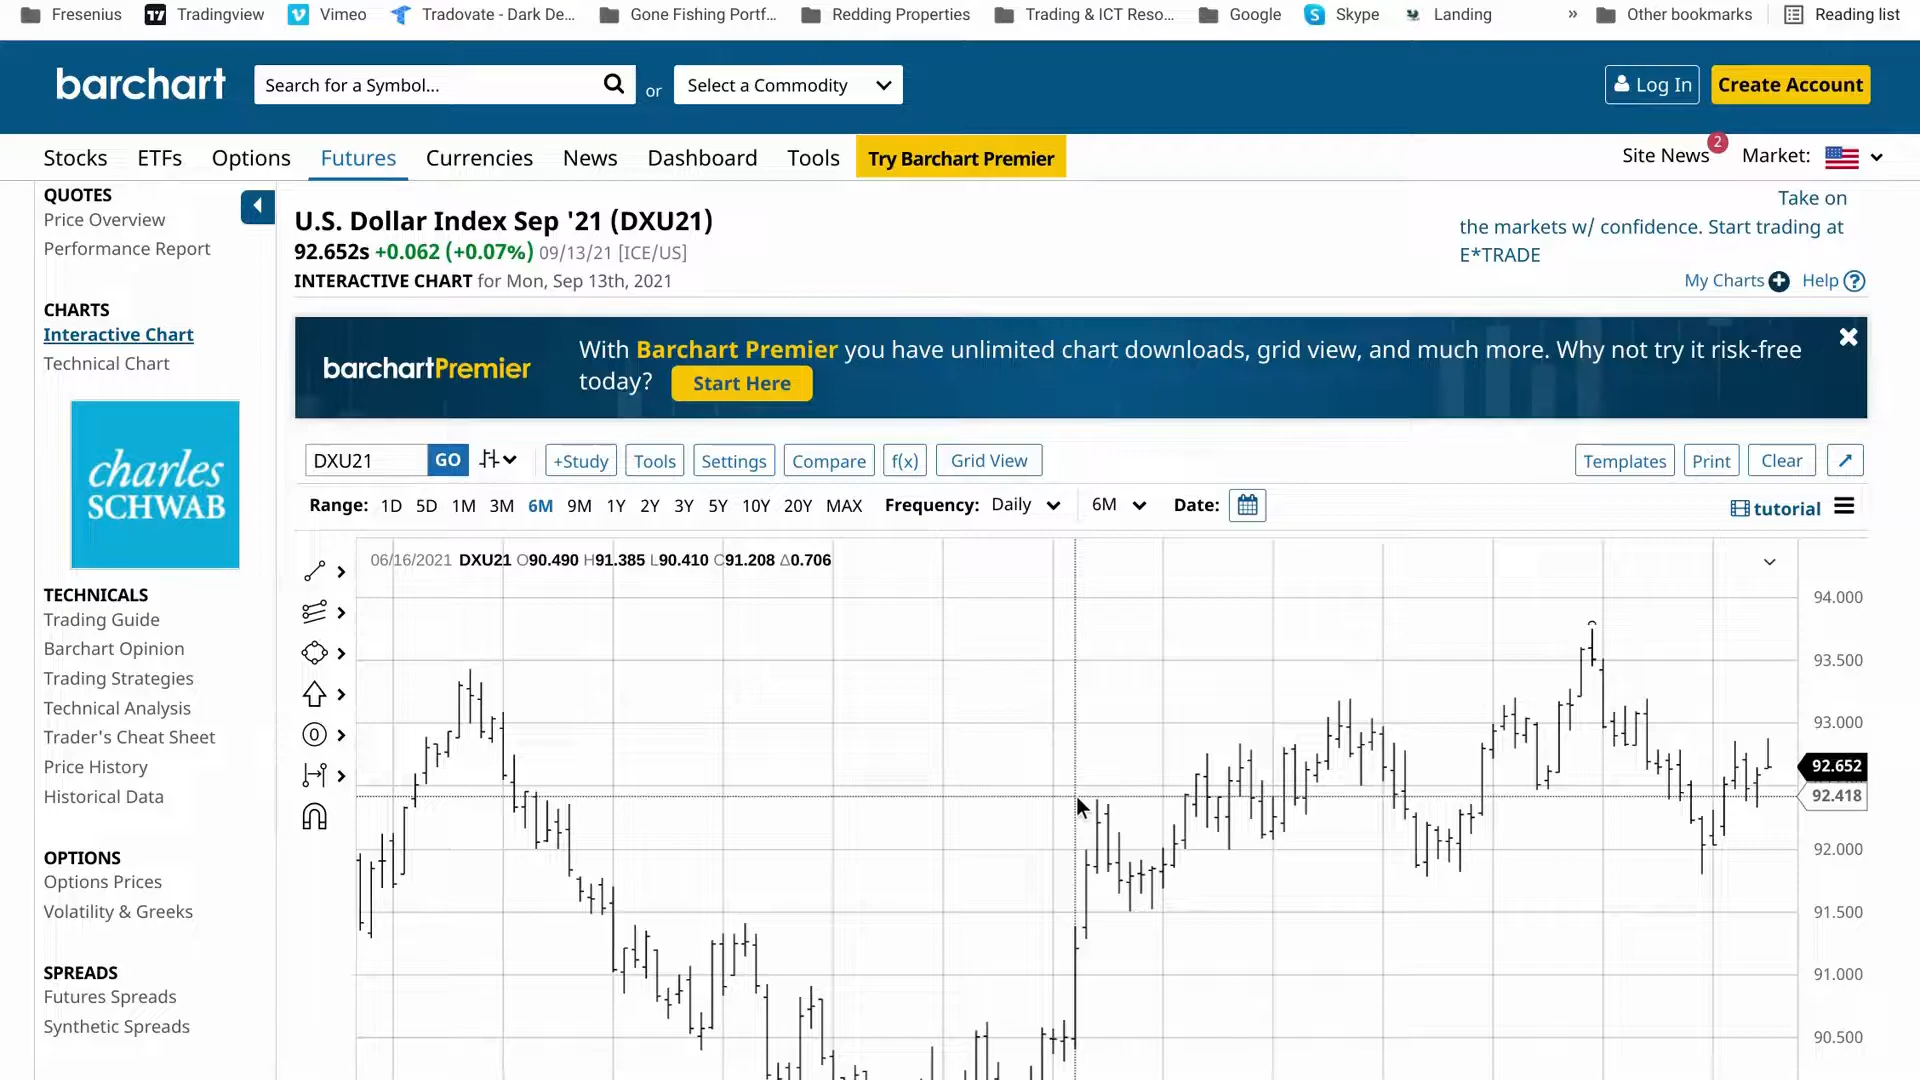 Fresenius Tradingview Vimeo Tradovate - Dark De... Gone Fishing Portf... Redding Properties Trading & ICT Reso... Google Skype Landing » Other bookmarks Reading list
barchart Search for a Symbol... or Select a Commodity Log In Create Account
Stocks ETFs Options Futures Currencies News Dashboard Tools Try Barchart Premier Site News 2 Market:
QUOTES
Price Overview
Performance Report
CHARTS
Interactive Chart
Technical Chart
charles
SCHWAB
TECHNICALS
Trading Guide
Barchart Opinion
Trading Strategies
Technical Analysis
Trader's Cheat Sheet
Price History
Historical Data
OPTIONS
Options Prices
Volatility & Greeks
SPREADS
Futures Spreads
Synthetic Spreads
U.S. Dollar Index Sep '21 (DXU21)
92.652s +0.062 (+0.07%) 09/13/21 [ICE/US]
INTERACTIVE CHART for Mon, Sep 13th, 2021
Take on
the markets w/ confidence. Start trading at
E*TRADE
My Charts Help ?
barchartPremier
With Barchart Premier you have unlimited chart downloads, grid view, and much more. Why not try it risk-free
today? Start Here
DXU21 GO +Study Tools Settings Compare f(x) Grid View Templates Print Clear
Range: 1D 5D 1M 3M 6M 9M 1Y 2Y 3Y 5Y 10Y 20Y MAX Frequency: Daily 6M Date: tutorial
06/16/2021 DXU21 O90.490 H91.385 L90.410 C91.208 Δ0.706
94.000
93.500
93.000
92.652
92.418
92.000
91.500
91.000
90.500